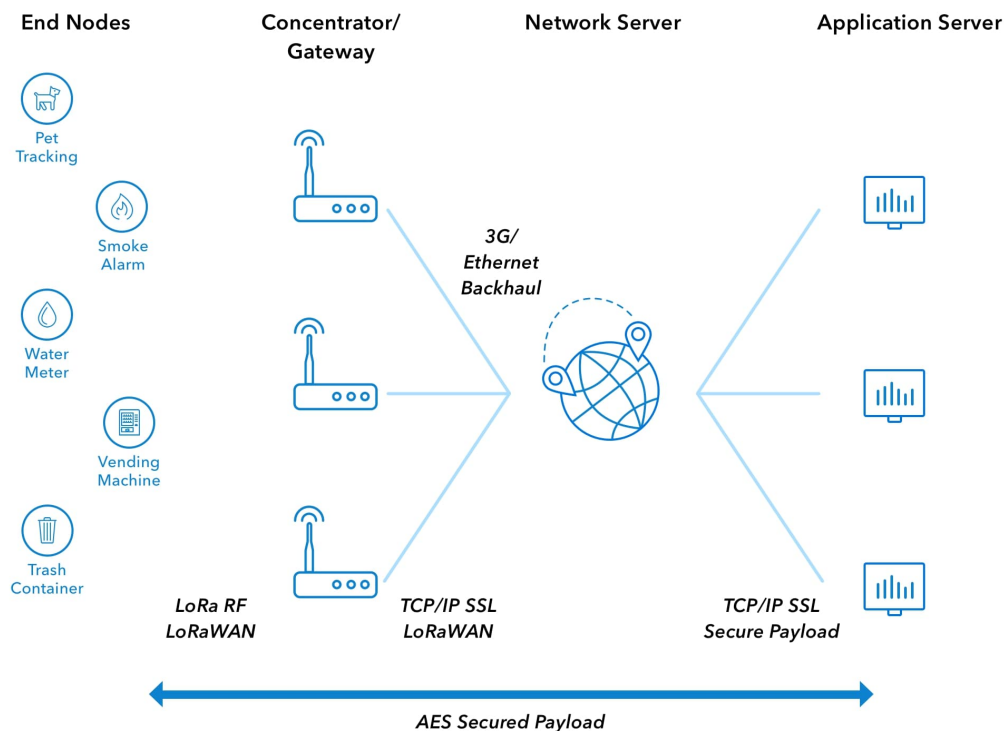 End Nodes
Concentrator/
Gateway
Network Server
Application Server
Pet
Tracking
Smoke
Alarm
Water
Meter
Vending
Machine
Trash
Container
3G/
Ethernet
Backhaul
LoRa RF
LoRaWAN
TCP/IP SSL
LoRaWAN
TCP/IP SSL
Secure Payload
AES Secured Payload